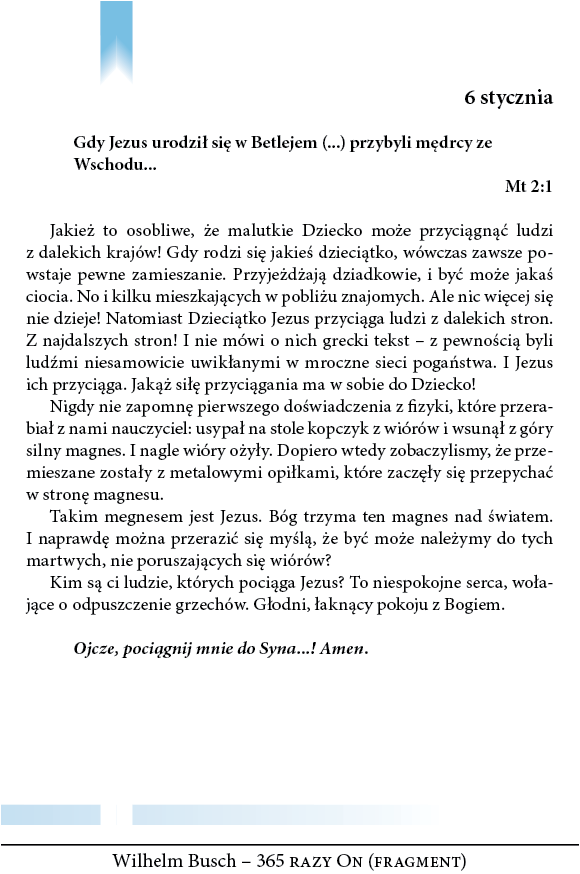 6 stycznia
Gdy Jezus urodził się w Betlejem (...) przybyli mędrcy ze
Wschodu...
Mt 2:1
Jakież to osobliwe, że malutkie Dziecko może przyciągnąć ludzi
z dalekich krajów! Gdy rodzi się jakieś dzieciątko, wówczas zawsze po-
wstaje pewne zamieszanie. Przyjeżdżają dziadkowie, i być może jakaś
ciocia. No i kilku mieszkających w pobliżu znajomych. Ale nic więcej się
nie dzieje! Natomiast Dzieciątko Jezus przyciąga ludzi z dalekich stron.
Z najdalszych stron! I nie mówi o nich grecki tekst – z pewnością byli
ludźmi niesamowicie uwikłanymi w mroczne sieci pogaństwa. I Jezus
ich przyciąga. Jakąż siłę przyciągania ma w sobie do Dziecko!
Nigdy nie zapomnę pierwszego doświadczenia z fizyki, które przera-
biał z nami nauczyciel: usypał na stole kopczyk z wiórów i wsunął z góry
silny magnes. I nagle wióry ożyły. Dopiero wtedy zobaczylismy, że prze-
mieszane zostały z metalowymi opiłkami, które zaczęły się przepychać
w stronę magnesu.
Takim megnesem jest Jezus. Bóg trzyma ten magnes nad światem.
I naprawdę można przerazić się myślą, że być może należymy do tych
martwych, nie poruszających się wiórów?
Kim są ci ludzie, których pociąga Jezus? To niespokojne serca, woła-
jące o odpuszczenie grzechów. Głodni, łaknący pokoju z Bogiem.
Ojcze, pociągnij mnie do Syna...! Amen.
Wilhelm Busch – 365 razy On (fragment)